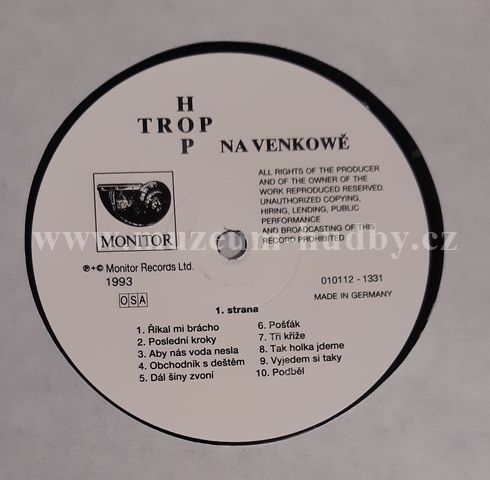 H
TROP
P
NA VENKOWĚ
ALL RIGHTS OF THE PRODUCER
AND OF THE OWNER OF THE
WORK REPRODUCED RESERVED.
UNAUTHORIZED COPYING,
HIRING, LENDING, PUBLIC
PERFORMANCE
AND BROADCASTING OF THIS
RECORD PROHIBITED.
MONITOR
www.muzeum-hudby.cz
℗+© Monitor Records Ltd.
1993
OSA
010112 - 1331
MADE IN GERMANY
1. strana
1. Říkal mi brácho
2. Poslední kroky
3. Aby nás voda nesla
4. Obchodník s deštěm
5. Dál šíny zvoní
6. Pošťák
7. Tři kříže
8. Tak holka jdeme
9. Vyjedem si taky
10. Podběl